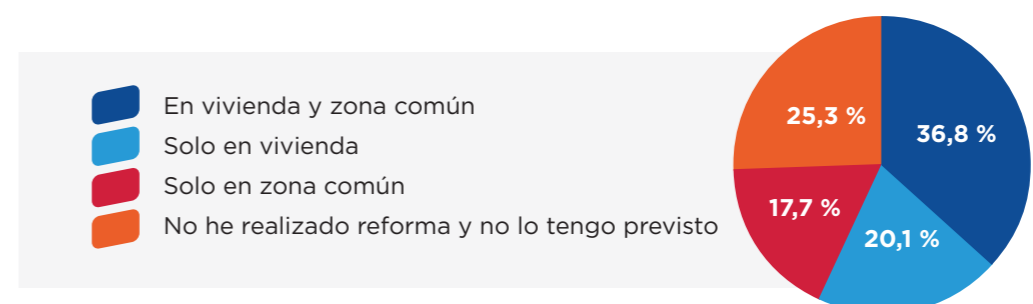 En vivienda y zona común
Solo en vivienda
Solo en zona común
No he realizado reforma y no lo tengo previsto
25,3 %
36,8 %
17,7 %
20,1 %